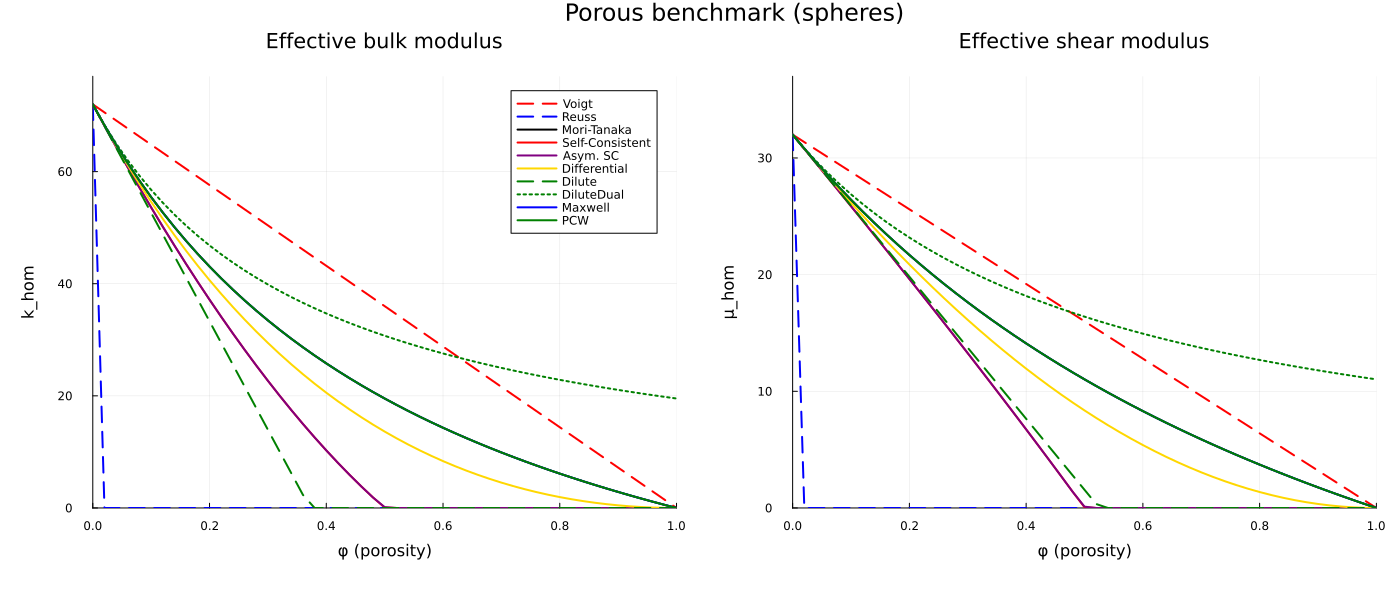 Porous benchmark (spheres)
Effective bulk modulus
k_hom
60
40
20
0
0.0 0.2 0.4 0.6 0.8 1.0
φ (porosity)
Voigt
Reuss
Mori-Tanaka
Self-Consistent
Asym. SC
Differential
Dilute
DiluteDual
Maxwell
PCW
Effective shear modulus
μ_hom
30
20
10
0
0.0 0.2 0.4 0.6 0.8 1.0
φ (porosity)